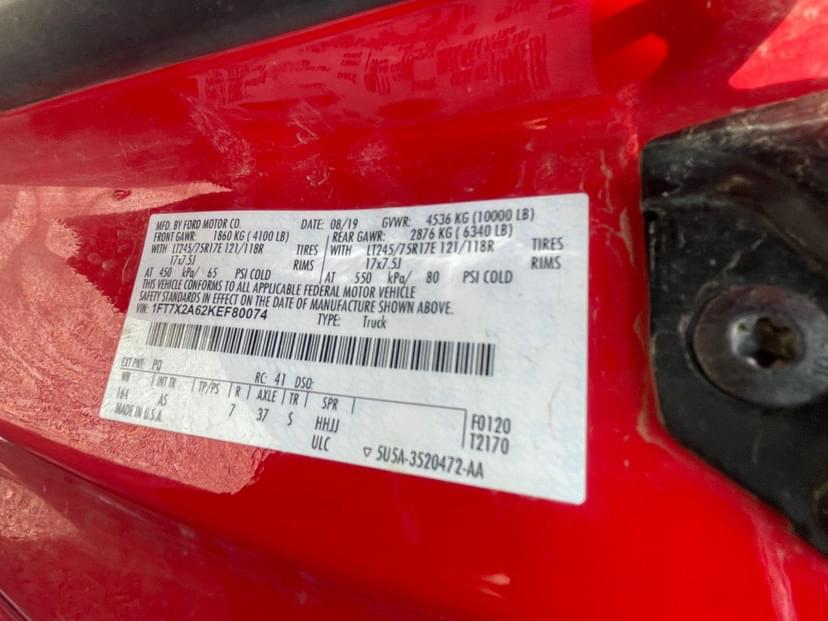 MFD. BY FORD MOTOR CO. DATE: 08/19 GVWR: 4536 KG (10000 LB)
FRONT GAWR: 1860 KG ( 4100 LB) REAR GAWR: 2876 KG ( 6340 LB)
WITH LT245/75R17E 121/118R TIRES WITH LT245/75R17E 121/118R TIRES
17x7.5J RIMS 17x7.5J RIMS
AT 450 kPa/ 65 PSI COLD AT 550 kPa/ 80 PSI COLD
THIS VEHICLE CONFORMS TO ALL APPLICABLE FEDERAL MOTOR VEHICLE
SAFETY STANDARDS IN EFFECT ON THE DATE OF MANUFACTURE SHOWN ABOVE.
VIN: 1FT7X2A62KEF80074
TYPE: Truck
EXT PNT: PQ RC: 41 DSO:
WB INT TR TP/PS R AXLE TR SPR
164 AS 7 37 S HHJJ F0120
MADE IN U.S.A. ULC T2170
5U5A-3520472-AA